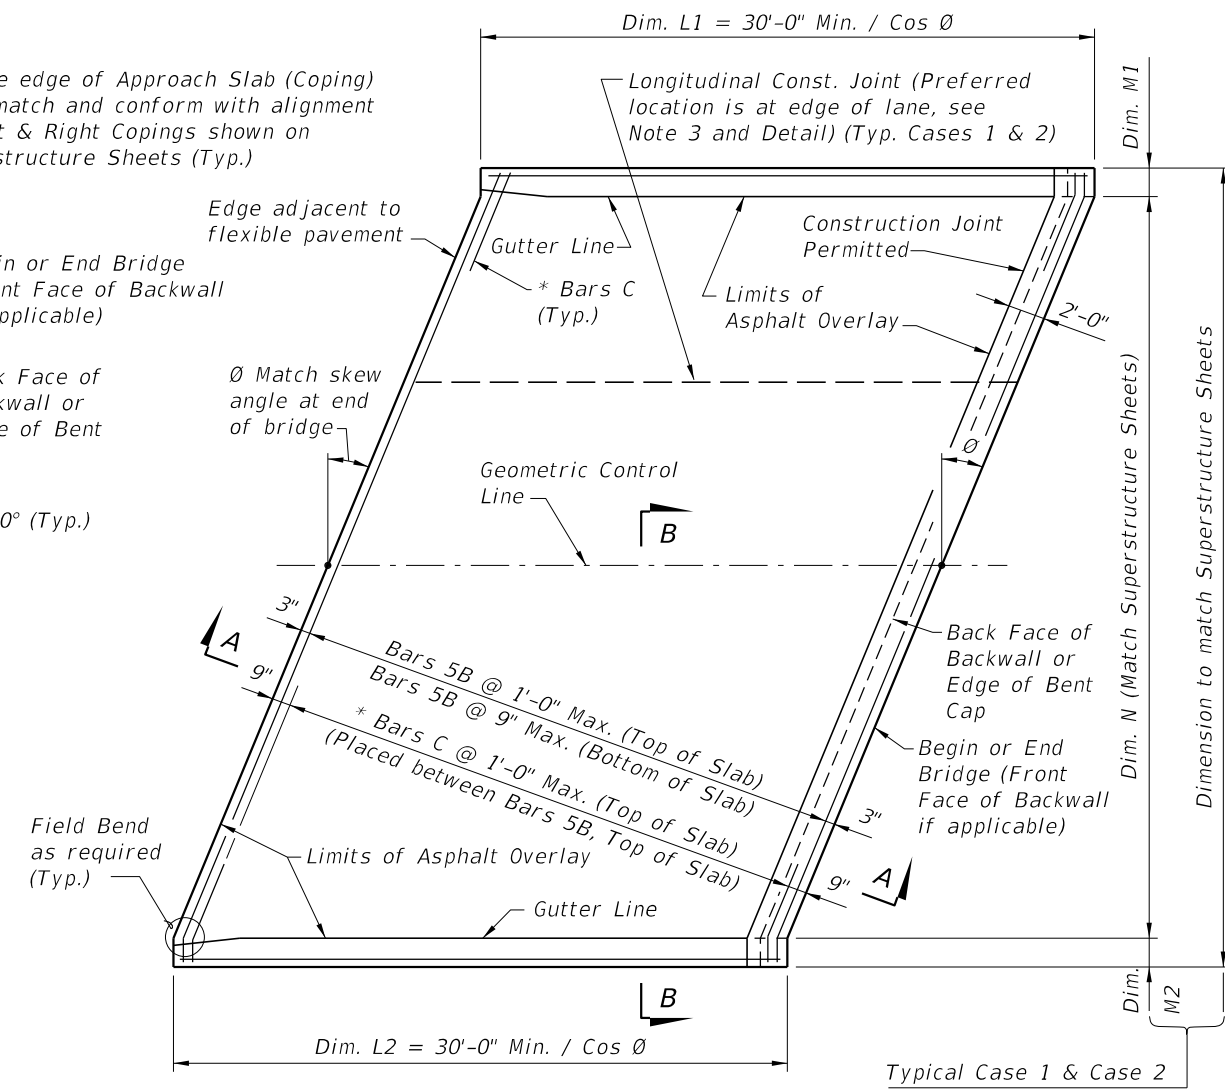 Dim. L1 = 30'-0" Min. / Cos Ø
edge of Approach Slab (Coping)
match and conform with alignment
& Right Copings shown on
Sheets (Typ.)
Longitudinal Const. Joint (Preferred
location is at edge of lane, see
Note 3 and Detail) (Typ. Cases 1 & 2)
Dim. M1
Edge adjacent to
flexible pavement
Gutter Line
Construction Joint
Permitted
or End Bridge
Face of Backwall
* Bars C
(Typ.)
Limits of
Asphalt Overlay
2'-0"
Face of
or
of Bent
Ø Match skew
angle at end
of bridge
Ø
Geometric Control
Line
B
(Typ.)
Dim. N (Match Superstructure Sheets)
Dimension to match Superstructure Sheets
3"
A
9"
Bars 5B @ 1'-0" Max. (Top of Slab)
Bars 5B @ 9" Max. (Bottom of Slab)
* Bars C @ 1'-0" Max. (Top of Slab)
(Placed between Bars 5B, Top of Slab)
3"
9"
A
Back Face of
Backwall or
Edge of Bent
Cap
Begin or End
Bridge (Front
Face of Backwall
if applicable)
Field Bend
as required
(Typ.)
Limits of Asphalt Overlay
Gutter Line
B
Dim.
M2
Dim. L2 = 30'-0" Min. / Cos Ø
Typical Case 1 & Case 2